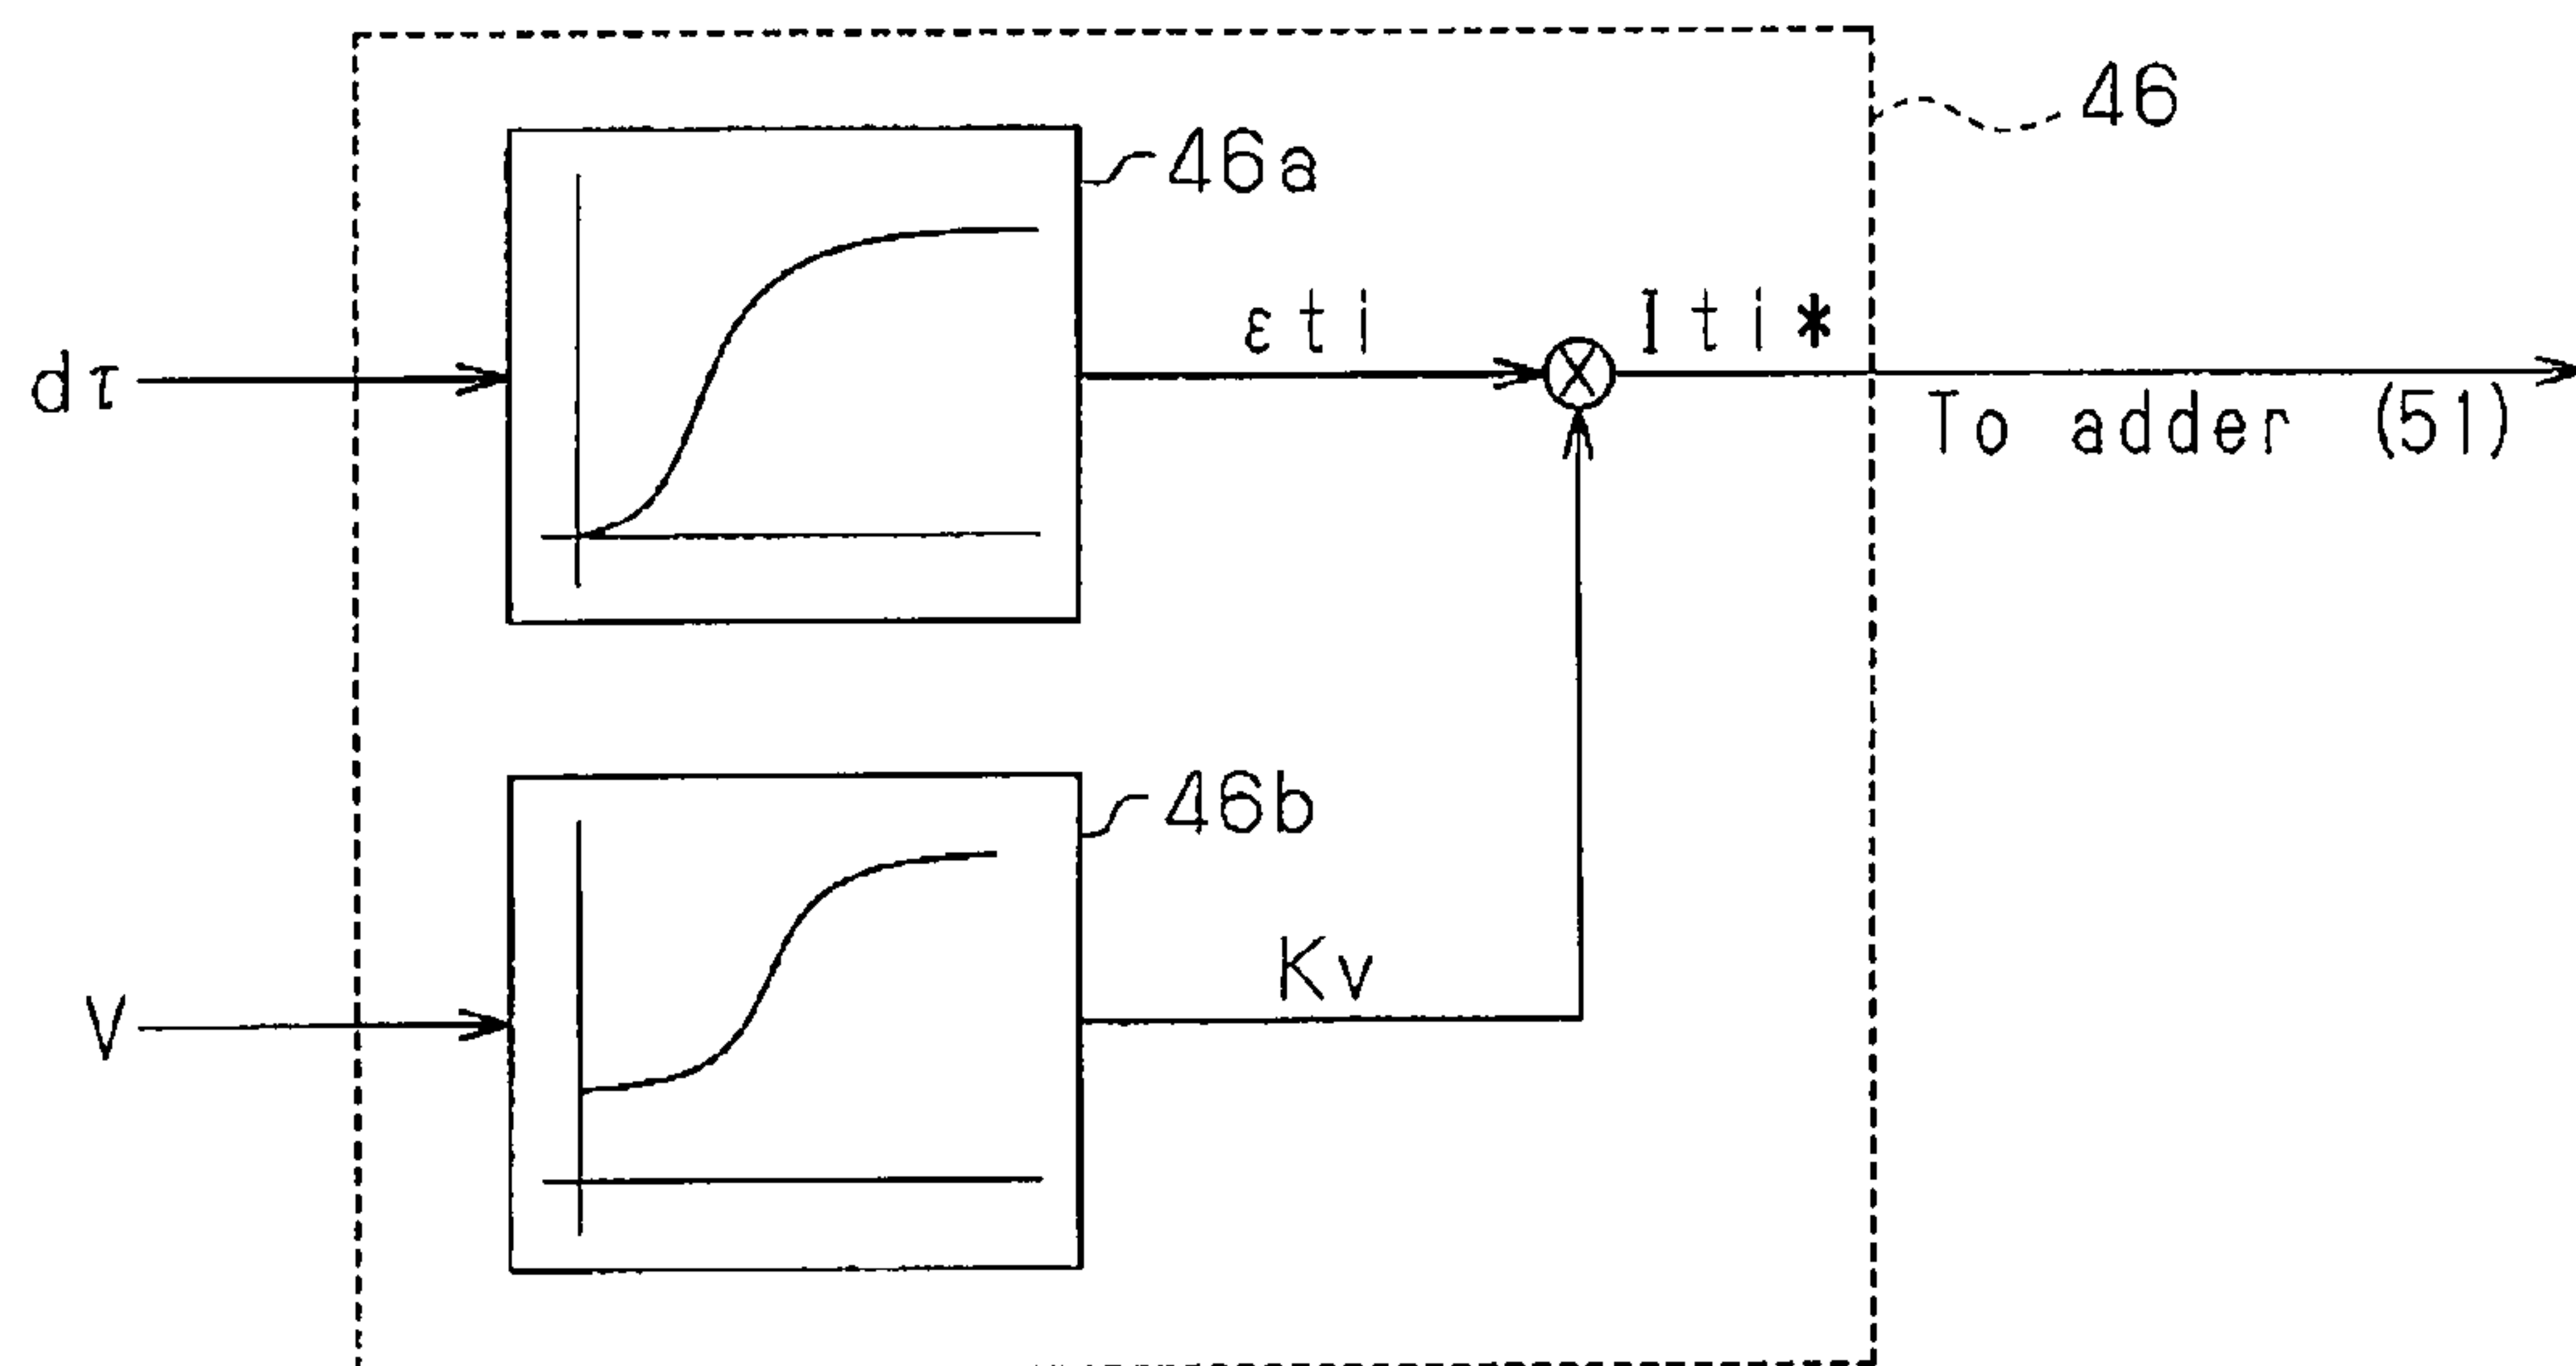 46
46a
dτ
εti
Iti*
To adder (51)
46b
V
Kv